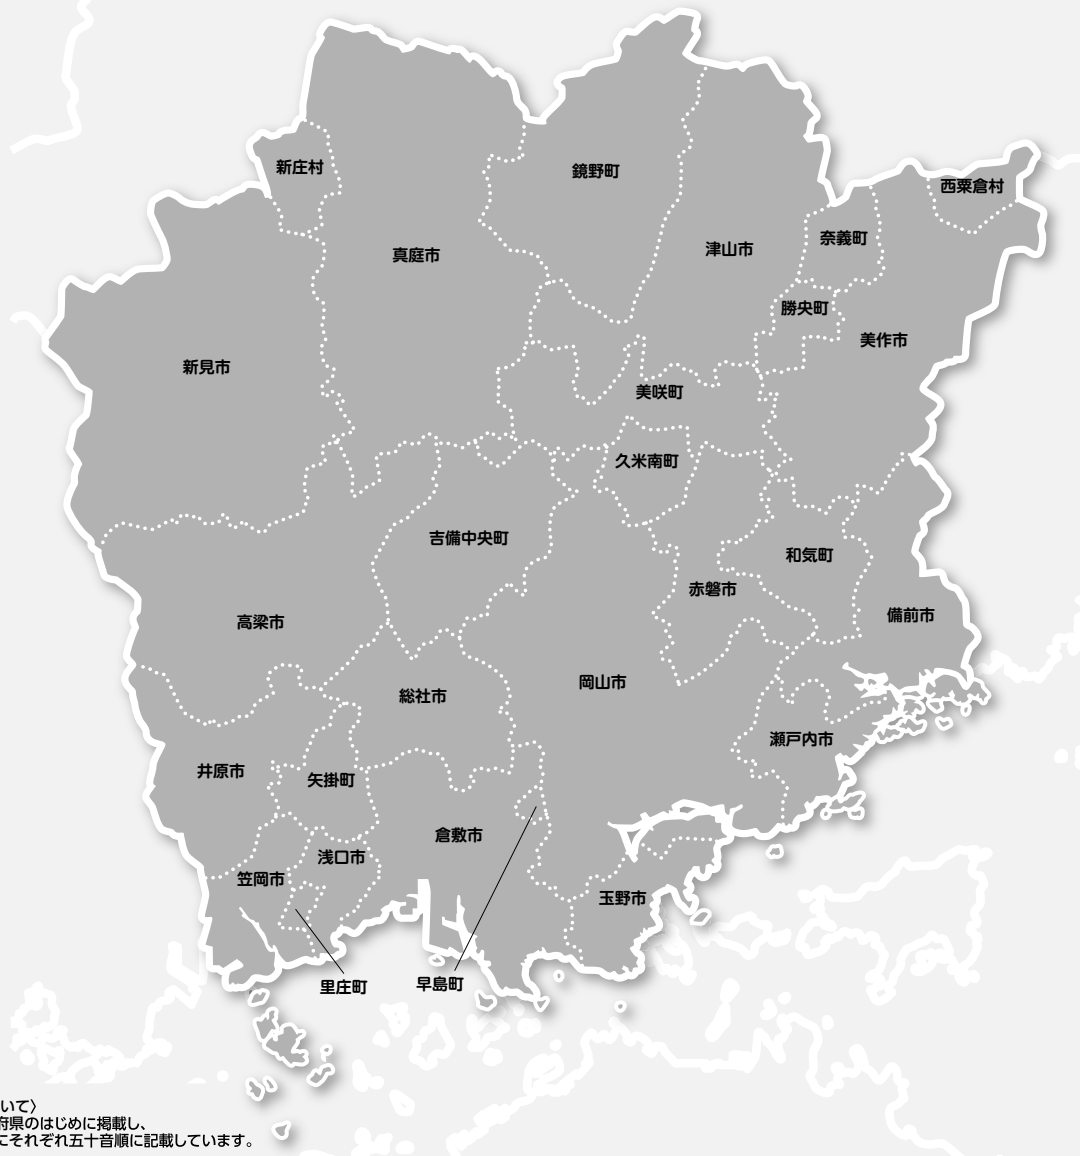 新庄村
鏡野町
西粟倉村
奈義町
津山市
真庭市
勝央町
美作市
新見市
美咲町
久米南町
吉備中央町
和気町
赤磐市
備前市
高梁市
岡山市
総社市
瀬戸内市
井原市
矢掛町
倉敷市
浅口市
笠岡市
玉野市
里庄町
早島町
いて〉
府県のはじめに掲載し、
にそれぞれ五十音順に記載しています。